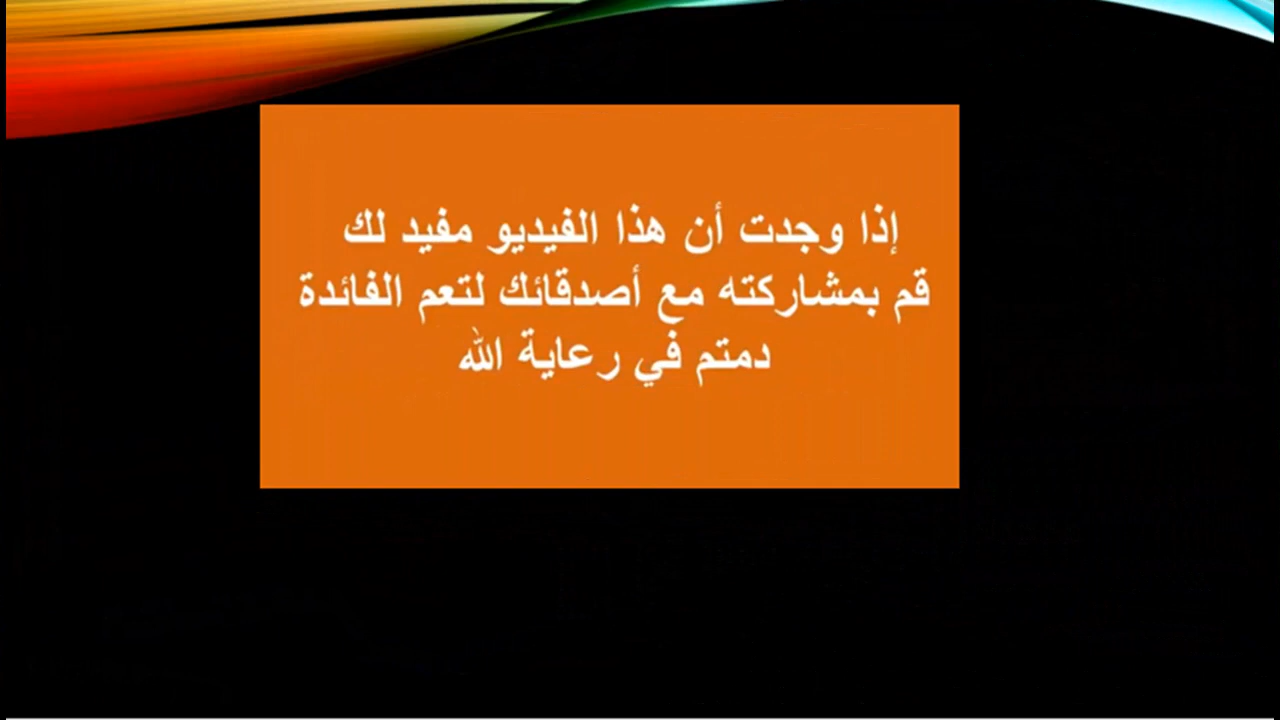 إذا وجدت أن هذا الفيديو مفيد لك
قم بمشاركته مع أصدقائك لتعم الفائدة
دمتم في رعاية الله